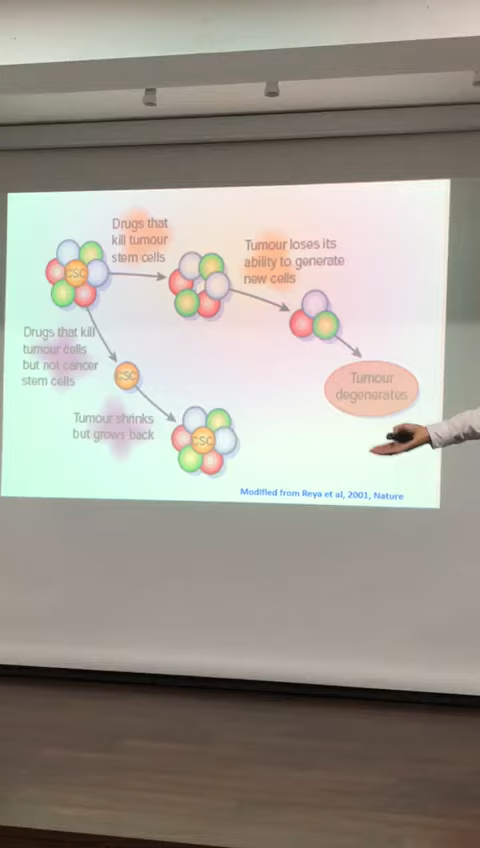 Drugs that
kill tumour
stem cells
CSC
Tumour loses its
ability to generate
new cells
Drugs that kill
tumour cells
but not cancer
stem cells
CSC
Tumour
degenerates
Tumour shrinks
but grows back
CSC
Modified from Reya et al, 2001, Nature